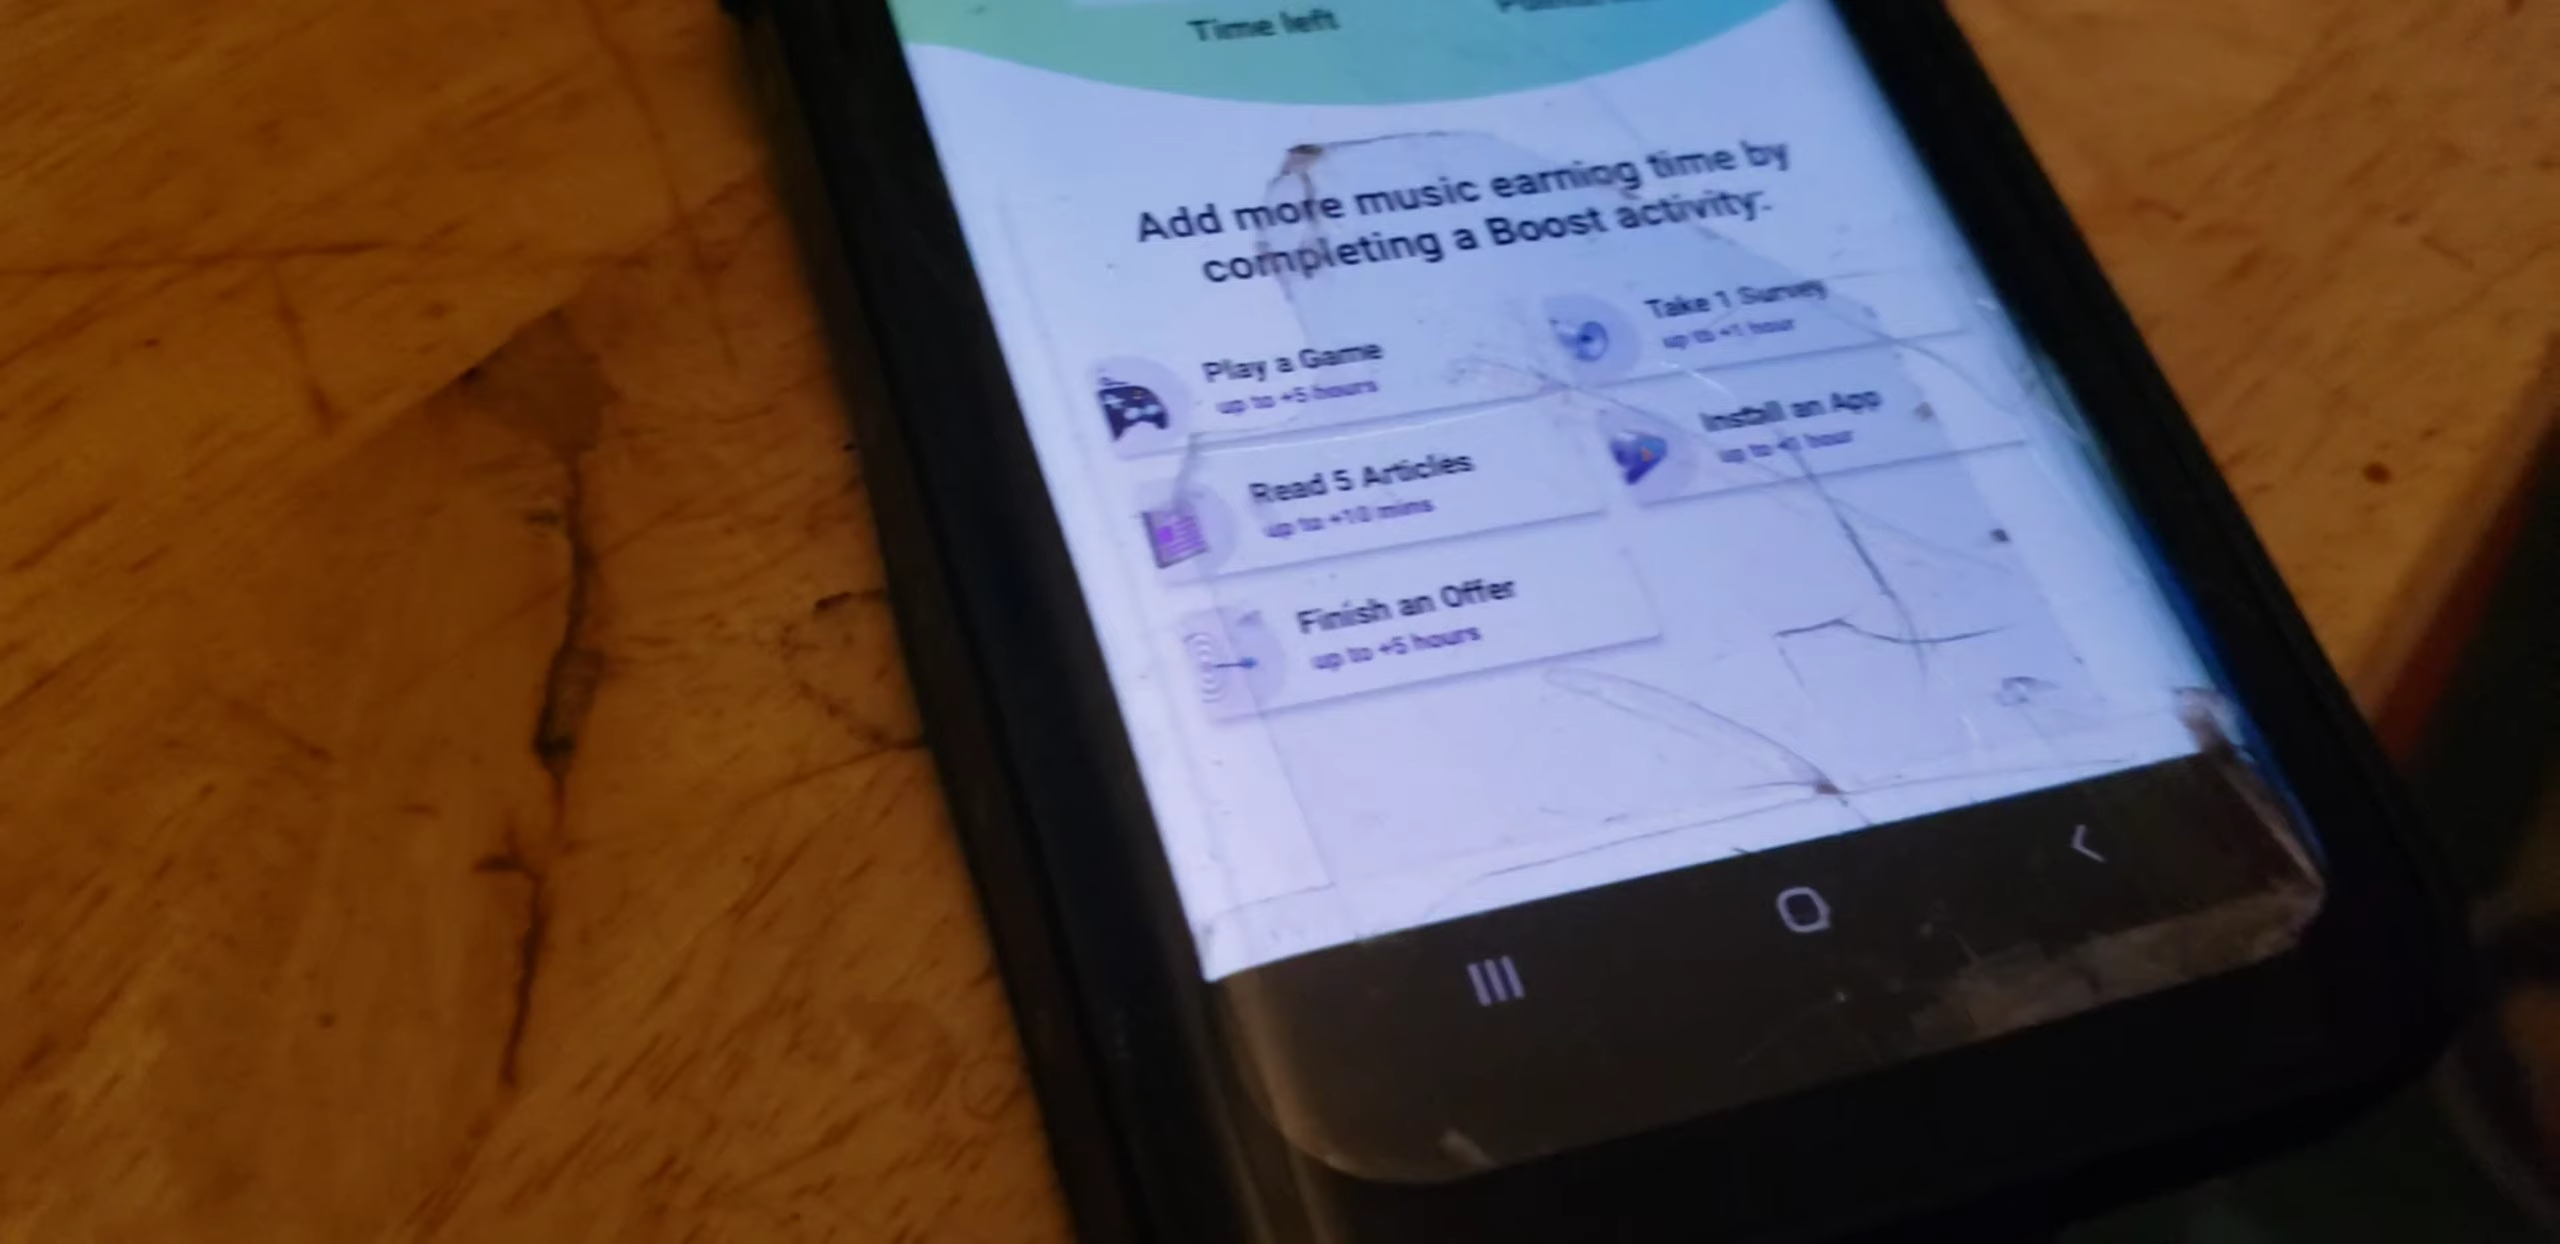 Time left
Add more music earning time by
completing a Boost activity:
Play a Game
up to +5 hours
Take 1 Survey
up to +1 hour
Read 5 Articles
up to +10 mins
Install an App
up to hour
Finish an Offer
up to +5 hours